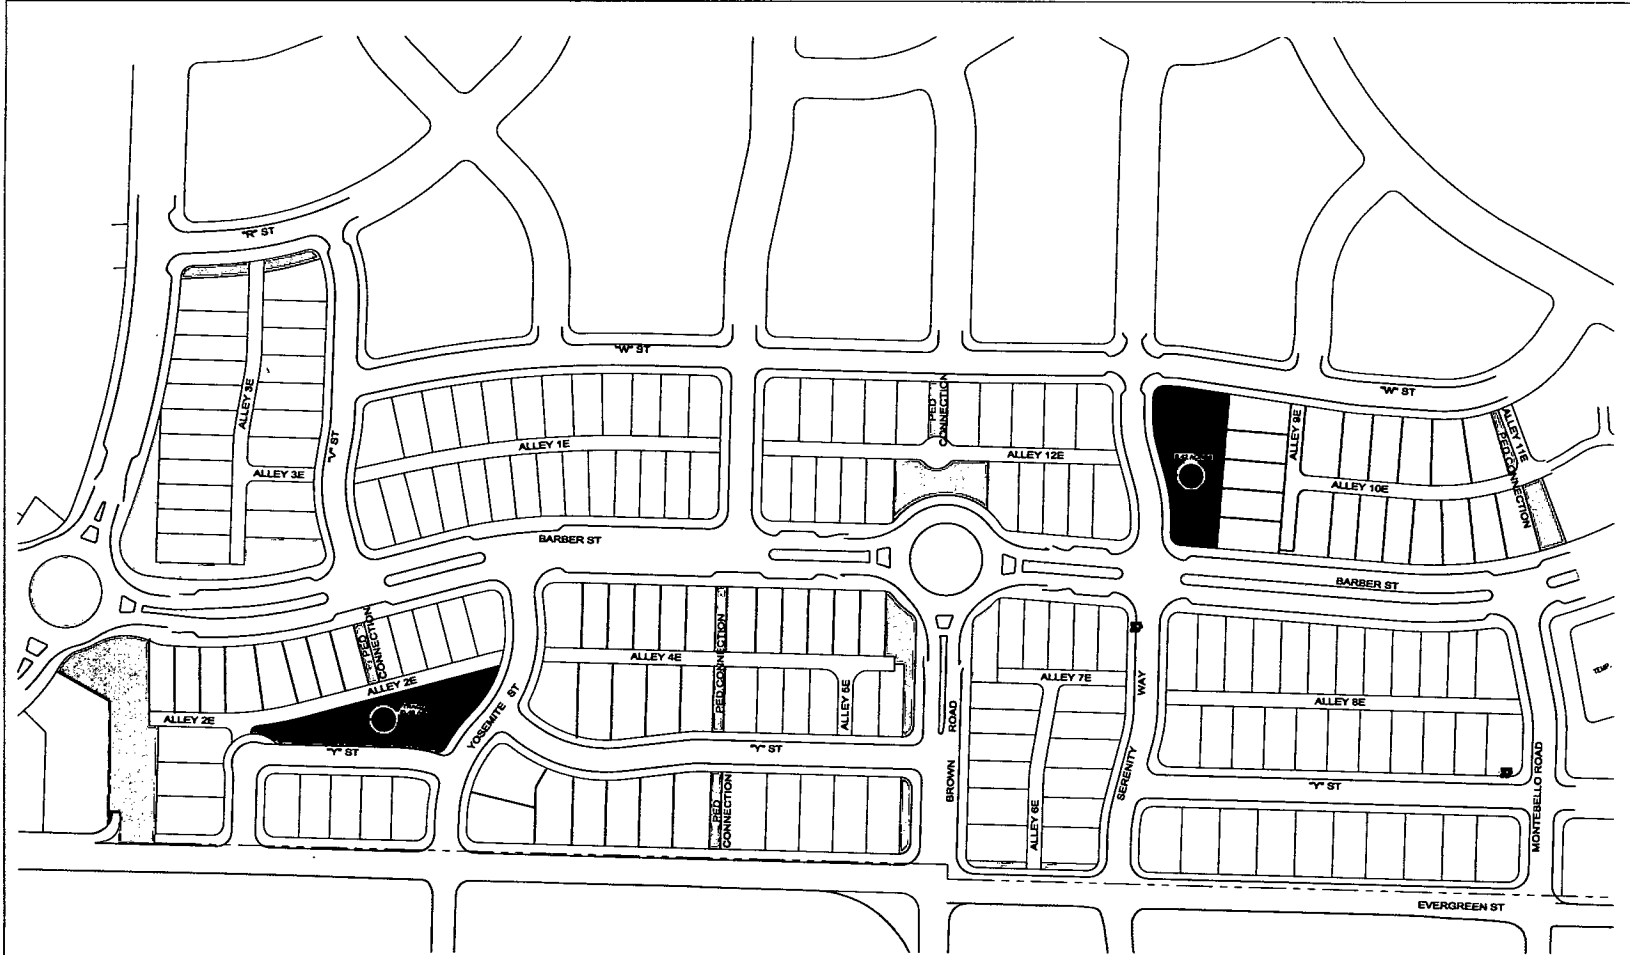 "R" ST
"W" ST
"W" ST
ALLEY 3E
"V" ST
ALLEY 3E
ALLEY 1E
PED
CONNECTION
ALLEY 12E
ALLEY 9E
ALLEY 10E
ALLEY 11E
PED CONNECTION
BARBER ST
BARBER ST
PED
CONNECTION
ALLEY 2E
ALLEY 2E
YOSEMITE ST
"Y" ST
ALLEY 4E
PED CONNECTION
ALLEY 5E
"Y" ST
PED
CONNECTION
BROWN ROAD
ALLEY 7E
ALLEY 6E
SERENITY WAY
ALLEY 8E
"Y" ST
MONTEBELLO ROAD
TEMP.
EVERGREEN ST